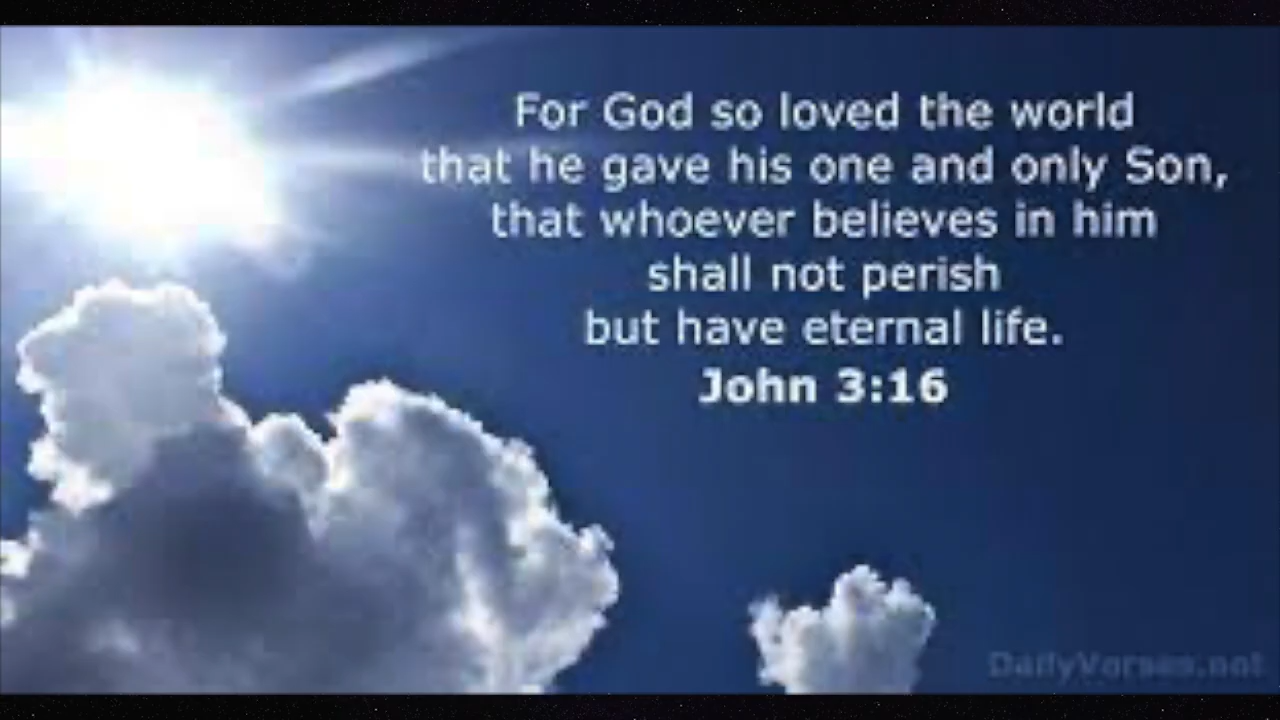 For God so loved the world
that he gave his one and only Son,
that whoever believes in him
shall not perish
but have eternal life.
John 3:16
DailyVerses.net